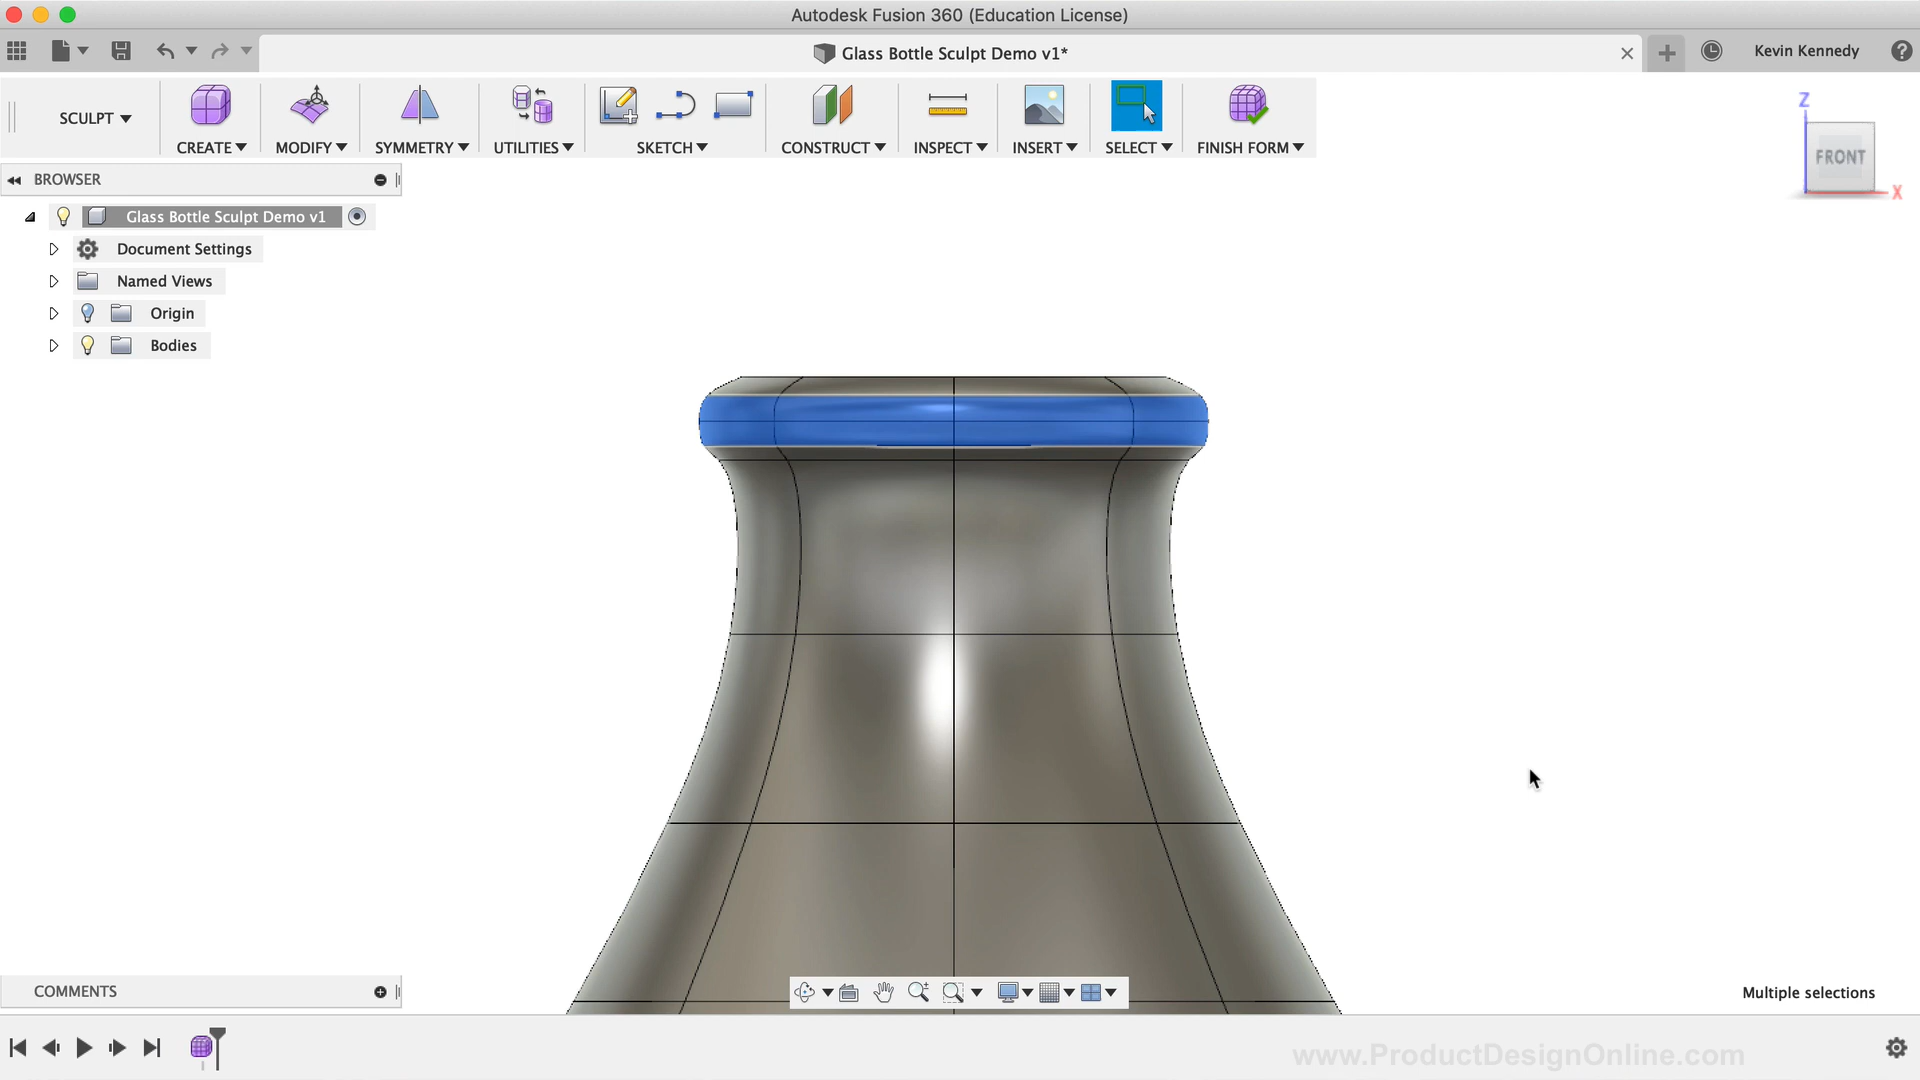 Autodesk Fusion 360 (Education License)
Glass Bottle Sculpt Demo v1*
Kevin Kennedy
SCULPT
CREATE MODIFY SYMMETRY UTILITIES SKETCH CONSTRUCT INSPECT INSERT SELECT FINISH FORM
Z
FRONT
X
BROWSER
Glass Bottle Sculpt Demo v1
Document Settings
Named Views
Origin
Bodies
COMMENTS
Multiple selections
www.ProductDesignOnline.com